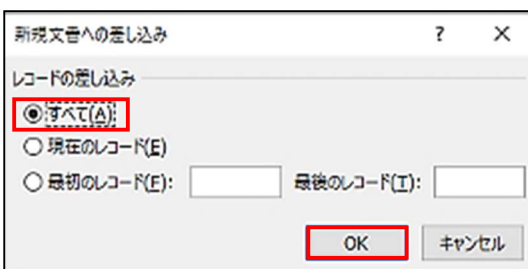 新規文書への差し込み ? ×
レコードの差し込み
すべて(A)
現在のレコード(E)
最初のレコード(F): 最後のレコード(T):
OK キャンセル